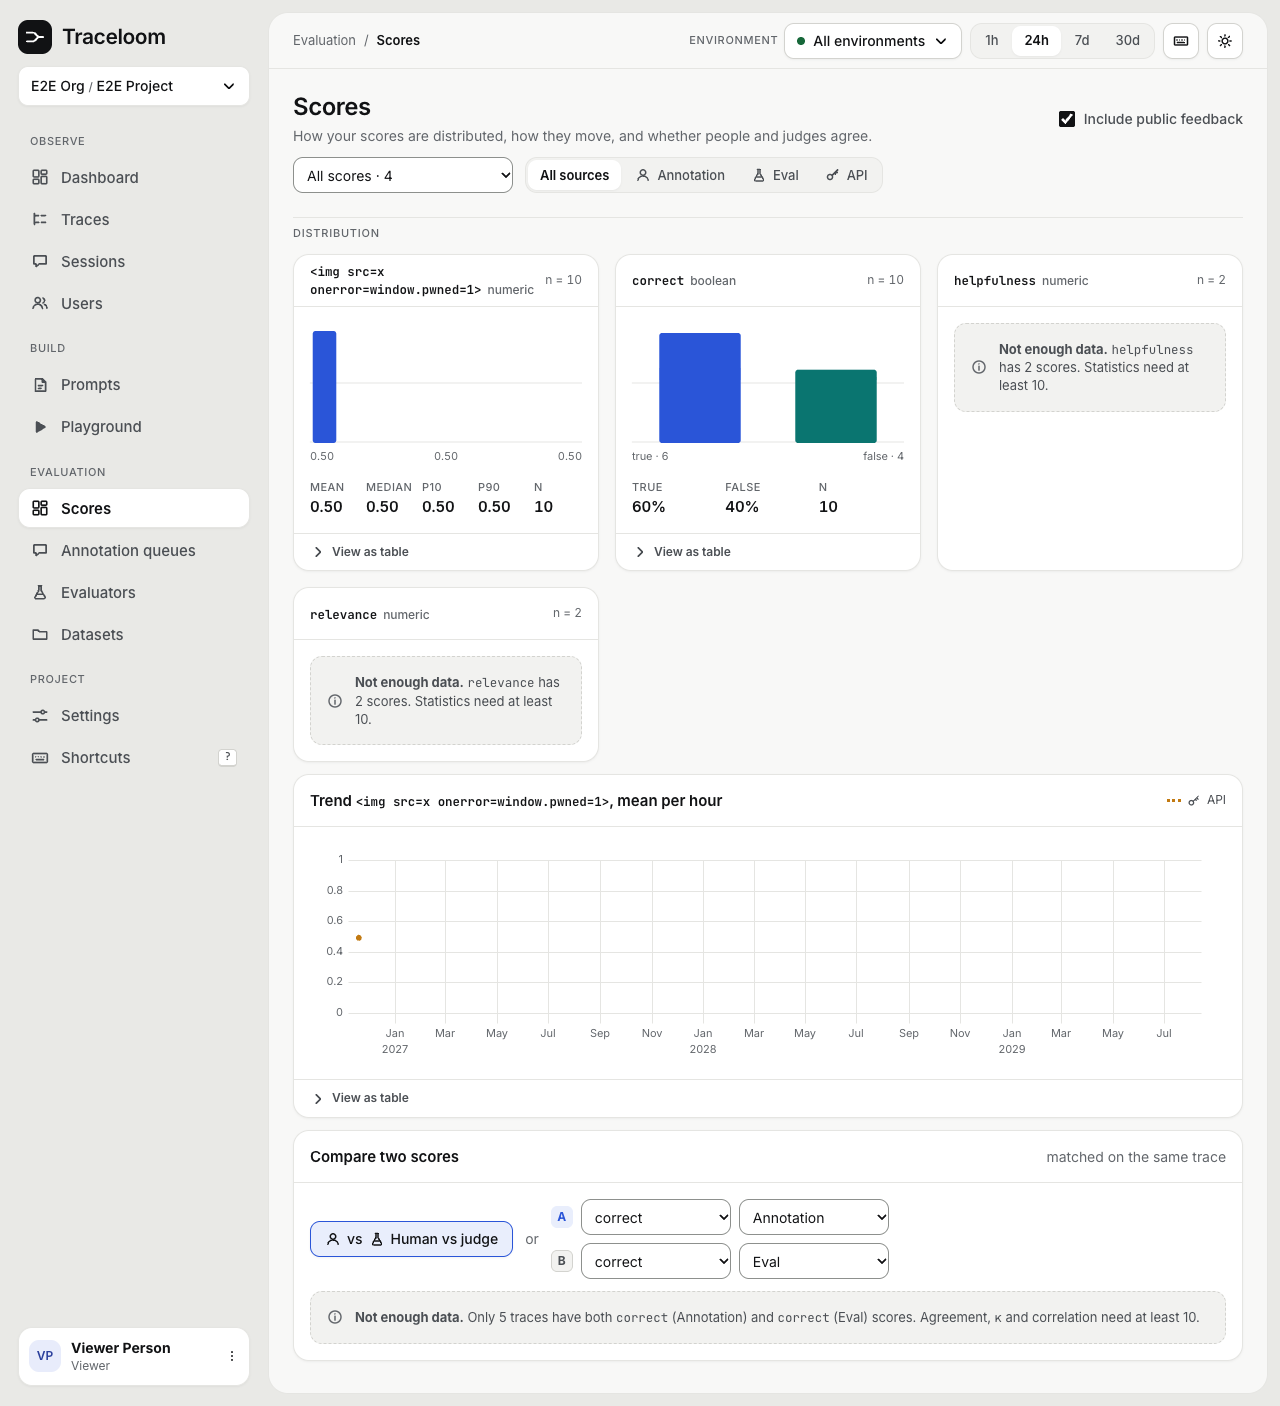 Traceloom
E2E Org / E2E Project
OBSERVE
Dashboard
Traces
Sessions
Users
BUILD
Prompts
Playground
EVALUATION
Scores
Annotation queues
Evaluators
Datasets
PROJECT
Settings
Shortcuts ?
VP Viewer Person
Viewer
Evaluation / Scores
ENVIRONMENT All environments 1h 24h 7d 30d
Scores
How your scores are distributed, how they move, and whether people and judges agree.
Include public feedback
All scores · 4 All sources Annotation Eval API
DISTRIBUTION
<img src=x
onerror=window.pwned=1> numeric n = 10
0.50 0.50 0.50
MEAN MEDIAN P10 P90 N
0.50 0.50 0.50 0.50 10
View as table
correct boolean n = 10
true · 6 false · 4
TRUE FALSE N
60% 40% 10
View as table
helpfulness numeric n = 2
Not enough data. helpfulness
has 2 scores. Statistics need at
least 10.
relevance numeric n = 2
Not enough data. relevance has
2 scores. Statistics need at least
10.
Trend <img src=x onerror=window.pwned=1>, mean per hour API
1
0.8
0.6
0.4
0.2
0
Jan Mar May Jul Sep Nov Jan Mar May Jul Sep Nov Jan Mar May Jul
2027 2028 2029
View as table
Compare two scores matched on the same trace
vs Human vs judge or
A correct Annotation
B correct Eval
Not enough data. Only 5 traces have both correct (Annotation) and correct (Eval) scores. Agreement, κ and correlation need at least 10.